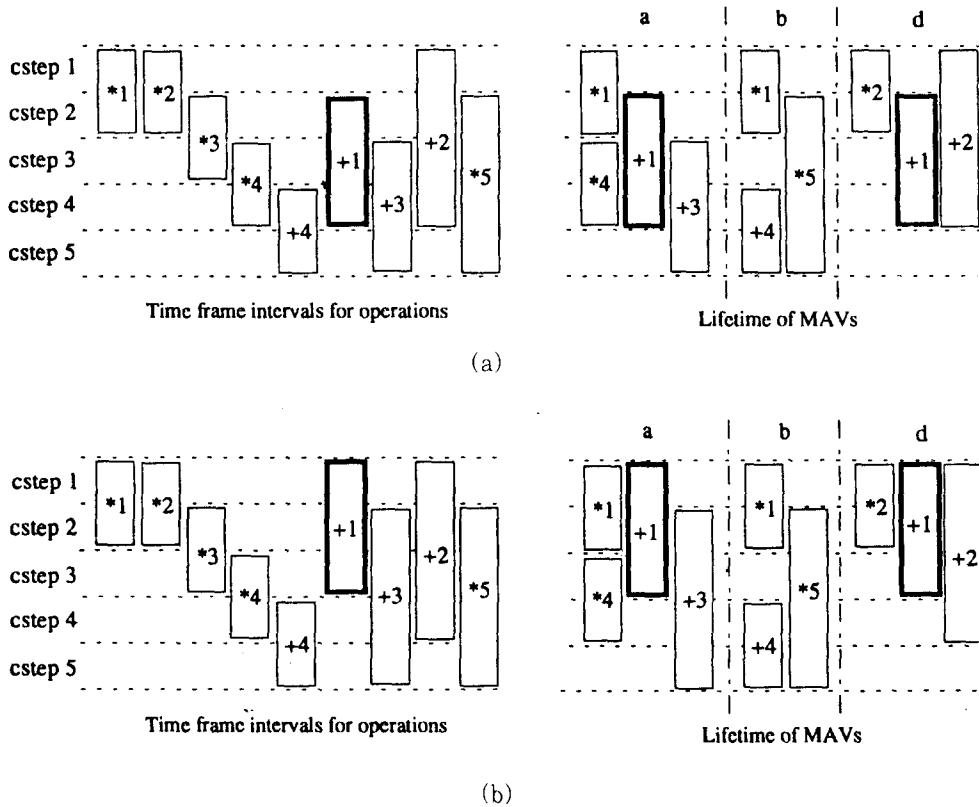 a b d
cstep 1
cstep 2
cstep 3
cstep 4
cstep 5
*1 *2 *3 *4 +4 +1 +3 +2 *5
*1 *4 +1 +3 *1 +4 *5 *2 +1 +2
Time frame intervals for operations
Lifetime of MAVs
(a)
a b d
cstep 1
cstep 2
cstep 3
cstep 4
cstep 5
*1 *2 *3 *4 +4 +1 +3 +2 *5
*1 *4 +1 +3 *1 +4 *5 *2 +1 +2
Time frame intervals for operations
Lifetime of MAVs
(b)